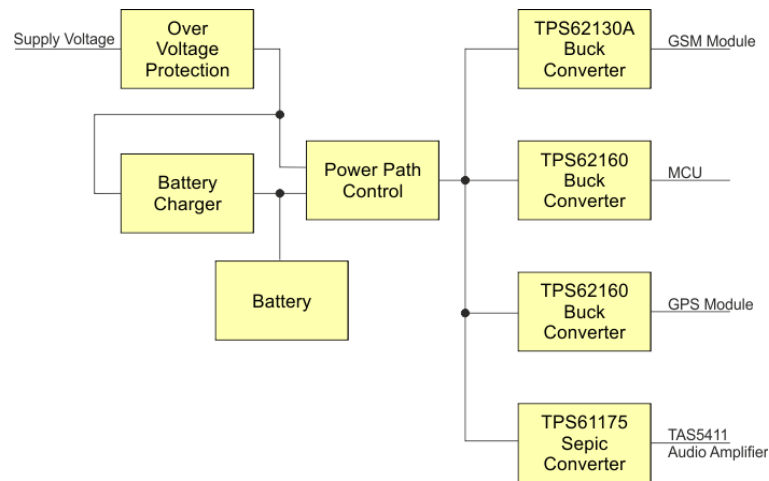 Supply Voltage
Over
Voltage
Protection
Battery
Charger
Battery
Power Path
Control
TPS62130A
Buck
Converter
GSM Module
TPS62160
Buck
Converter
MCU
TPS62160
Buck
Converter
GPS Module
TPS61175
Sepic
Converter
TAS5411
Audio Amplifier